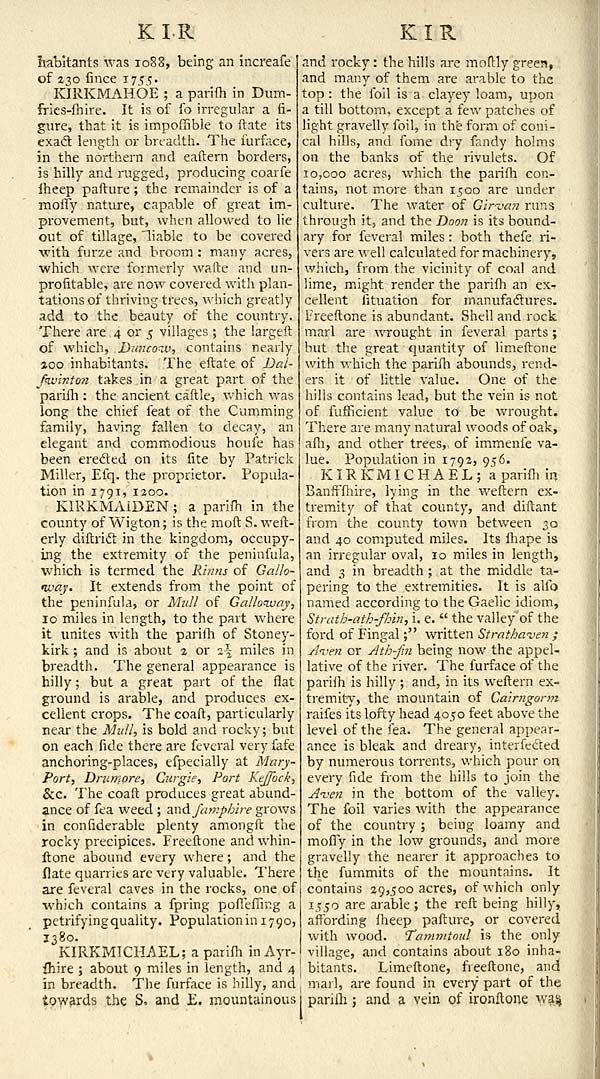 KIR
habitants was 1088, being an increaſe
of 230 ſince 1755.
KIRKMAHOE ; a pariſh in Dum-
fries-ſhire. It is of ſo irregular a fi-
gure, that it is impoſſible to ſtate its
exact length or breadth. The ſurface,
in the northern and eaſtern borders,
is hilly and rugged, producing coarſe
ſheep paſture ; the remainder is of a
moſſy nature, capable of great im-
provement, but, when allowed to lie
out of tillage, liable to be covered
with furze and broom : many acres,
which were formerly waſte and un-
profitable, are now covered with plan-
tations of thriving trees, which greatly
add to the beauty of the country.
There are 4 or 5 villages ; the largeſt
of which, Duncow, contains nearly
200 inhabitants. The eſtate of Dal-
ſwinton takes in a great part of the
pariſh : the ancient caſtle, which was
long the chief ſeat of the Cumming
family, having fallen to decay, an
elegant and commodious houſe has
been erected on its ſite by Patrick
Miller, Eſq. the proprietor. Popula-
tion in 1791, 1200.
KIRKMAIDEN ; a pariſh in the
county of Wigton; is the moſt S. weſt-
erly diſtrict in the kingdom, occupy-
ing the extremity of the peninſula,
which is termed the Rinns of Gallo-
way. It extends from the point of
the peninſula, or Mull of Galloway,
10 miles in length, to the part where
it unites with the pariſh of Stoney-
kirk ; and is about 2 or 2½ miles in
breadth. The general appearance is
hilly ; but a great part of the flat
ground is arable, and produces ex-
cellent crops. The coaſt, particularly
near the Mull, is bold and rocky; but
on each ſide there are ſeveral very ſafe
anchoring-places, eſpecially at Mary-
Port, Drumore, Curgie, Port Keſſock,
&c. The coaſt produces great abund-
ance of ſea weed ; and ſamphire grows
in conſiderable plenty amongſt the
rocky precipices. Freeſtone and whin-
ſtone abound every where ; and the
ſlate quarries are very valuable. There
are ſeveral caves in the rocks, one of
which contains a ſpring poſſeſſing a
petrifying quality. Population in 1790,
1380.
KIRKMICHAEL; a pariſh in Ayr-
ſhire ; about 9 miles in length, and 4
in breadth. The ſurface is hilly, and
towards the S. and E. mountainous
KIR
and rocky : the hills are moſtly green,
and many of them are arable to the
top : the ſoil is a clayey loam, upon
a till bottom, except a few patches of
light gravelly ſoil, in the form of coni-
cal hills, and ſome dry ſandy holms
on the banks of the rivulets. Of
10,000 acres, which the pariſh con-
tains, not more than 1500 are under
culture. The water of Girvan runs
through it, and the Doon is its bound-
ary for ſeveral miles : both theſe ri-
vers are well calculated for machinery,
which, from the vicinity of coal and
lime, might render the pariſh an ex-
cellent ſituation for manufactures.
Freeſtone is abundant. Shell and rock
marl are wrought in ſeveral parts ;
but the great quantity of limeſtone
with which the pariſh abounds, rend-
ers it of little value. One of the
hills contains lead, but the vein is not
of ſufficient value to be wrought.
There are many natural woods of oak,
aſh, and other trees, of immenſe va-
lue. Population in 1792, 956.
KIRKMICHAEL ; a pariſh in
Banffſhire, lying in the weſtern ex-
tremity of that county, and diſtant
from the county town between 30
and 40 computed miles. Its ſhape is
an irregular oval, 10 miles in length,
and 3 in breadth ; at the middle ta-
pering to the extremities. It is alſo
named according to the Gaelic idiom,
Strath-ath-ſhin, i. e. “ the valley of the
ford of Fingal ;” written Strathaven ;
Aven or Ath-fin being now the appel-
lative of the river. The ſurface of the
pariſh is hilly ; and, in its weſtern ex-
tremity, the mountain of Cairngorm
raiſes its lofty head 4050 feet above the
level of the ſea. The general appear-
ance is bleak and dreary, interſected
by numerous torrents, which pour on
every ſide from the hills to join the
Aven in the bottom of the valley.
The ſoil varies with the appearance
of the country ; being loamy and
moſſy in the low grounds, and more
gravelly the nearer it approaches to
the ſummits of the mountains. It
contains 29,500 acres, of which only
1550 are arable ; the reſt being hilly,
affording ſheep paſture, or covered
with wood. Tammtoul is the only
village, and contains about 180 inha-
bitants. Limeſtone, freeſtone, and
marl, are found in every part of the
pariſh ; and a vein of ironſtone was